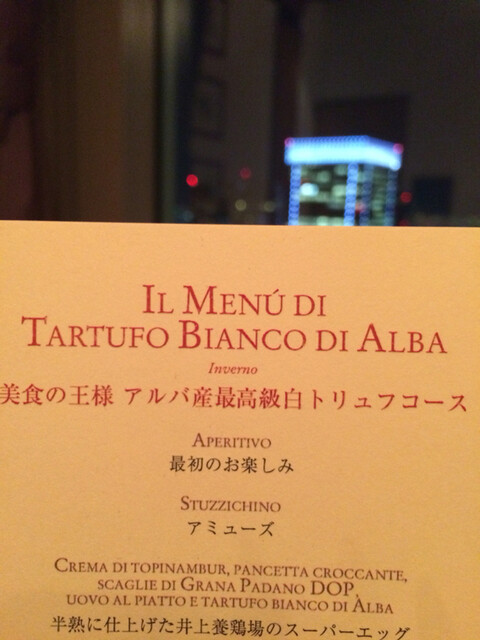 IL MENÚ DI
TARTUFO BIANCO DI ALBA
Inverno
美食の王様 アルバ産最高級白トリュフコース
APERITIVO
最初のお楽しみ
STUZZICHINO
アミューズ
CREMA DI TOPINAMBUR, PANCETTA CROCCANTE,
SCAGLIE DI GRANA PADANO DOP,
UOVO AL PIATTO E TARTUFO BIANCO DI ALBA
半熟に仕上げた井上養鶏場のスーパーエッグ